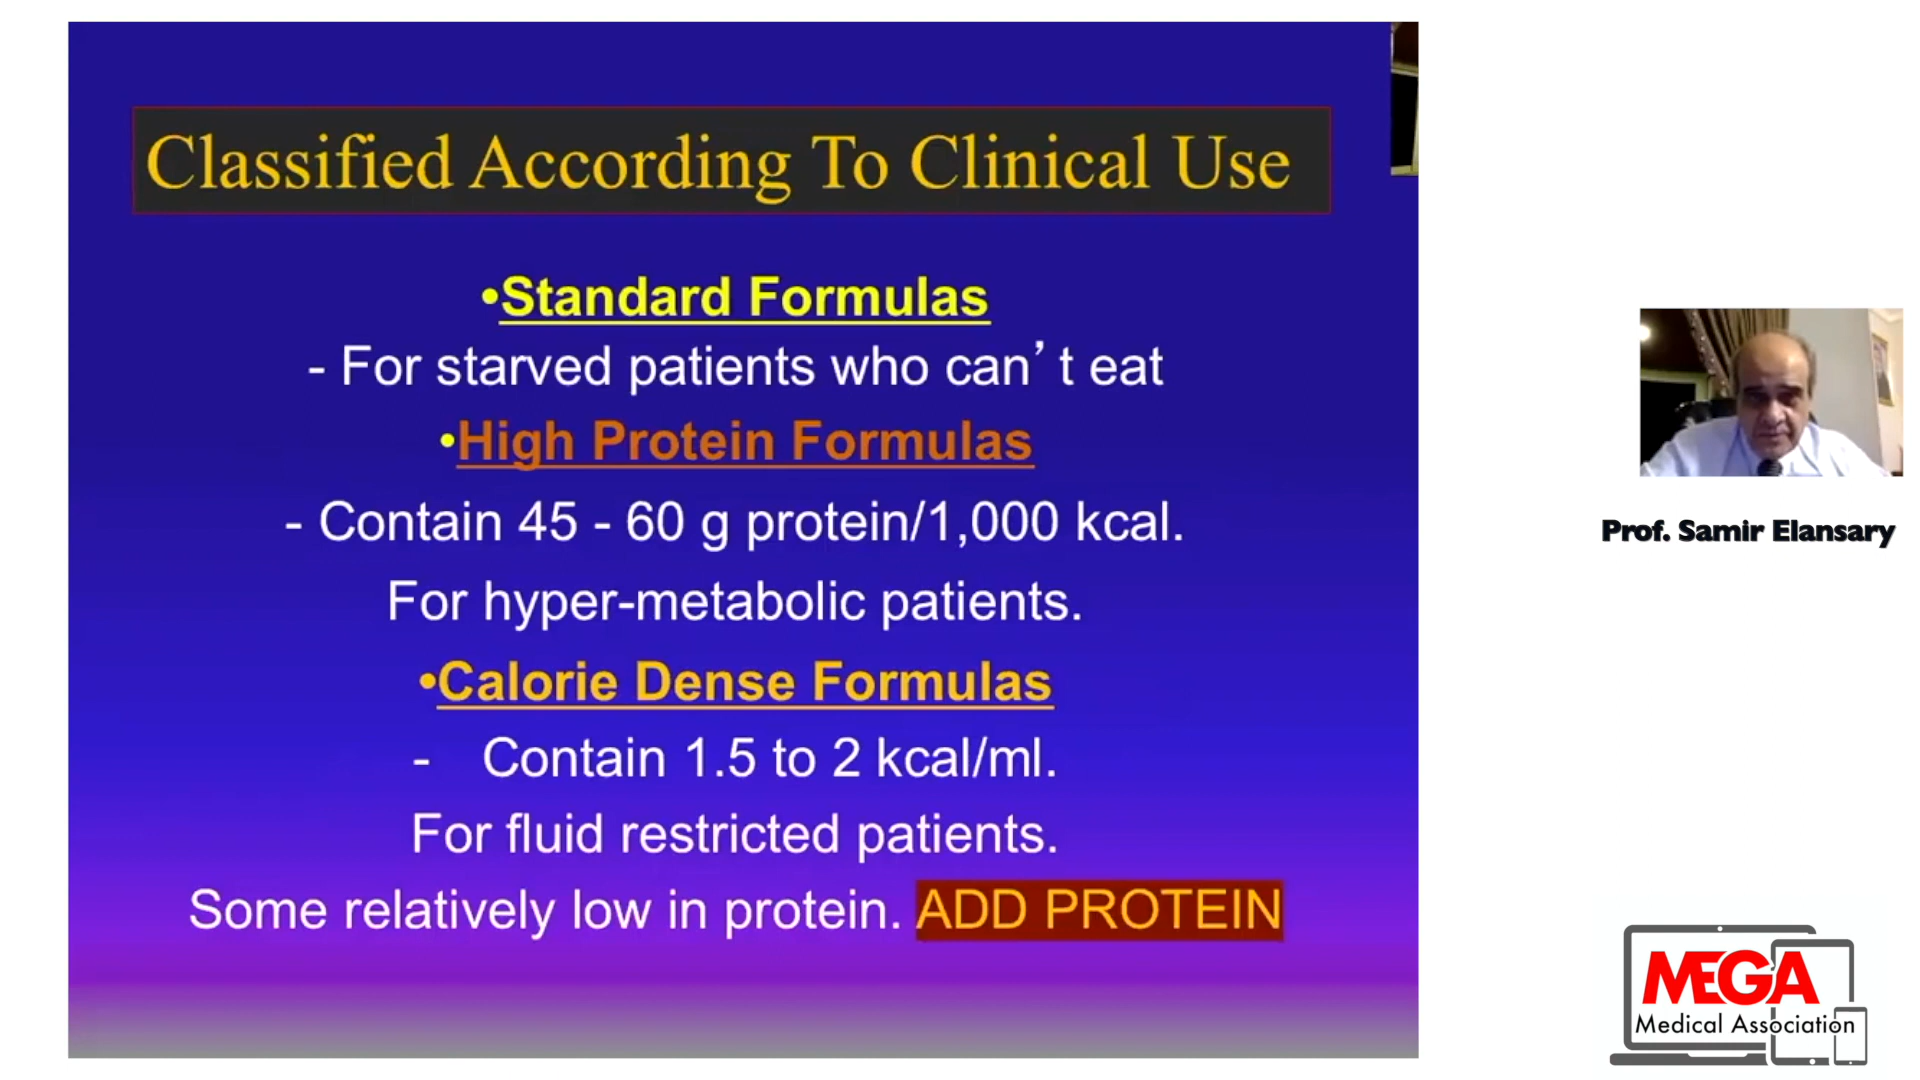 Classified According To Clinical Use
•Standard Formulas
- For starved patients who can’t eat
•High Protein Formulas
- Contain 45 - 60 g protein/1,000 kcal.
For hyper-metabolic patients.
•Calorie Dense Formulas
- Contain 1.5 to 2 kcal/ml.
For fluid restricted patients.
Some relatively low in protein. ADD PROTEIN
Prof. Samir Elansary
MEGA
Medical Association